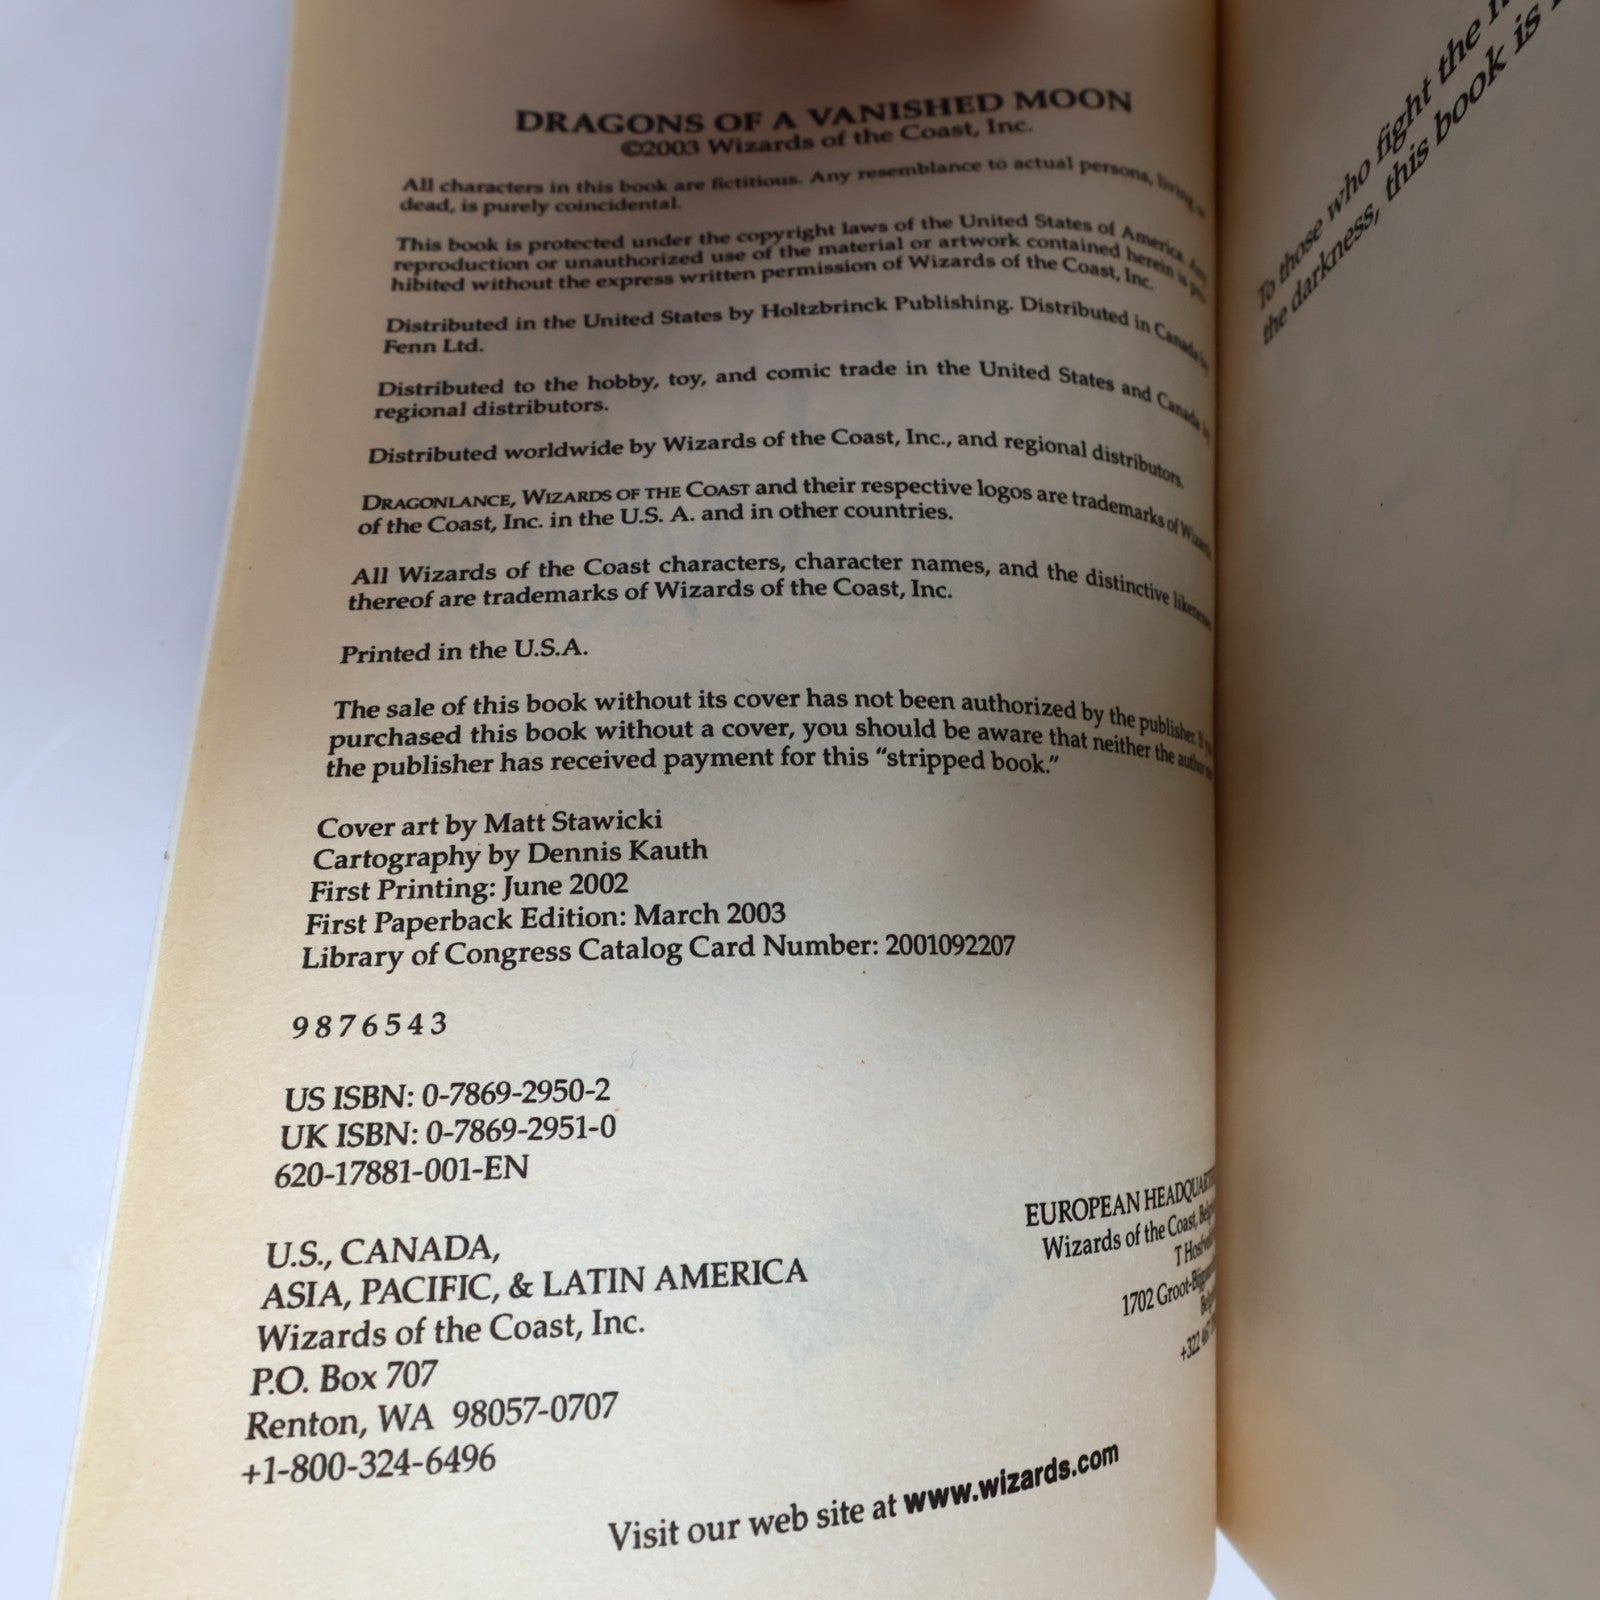 DRAGONS OF A VANISHED MOON
©2003 Wizards of the Coast, Inc.
All characters in this book are fictitious. Any resemblance to actual persons, living or
dead, is purely coincidental.
This book is protected under the copyright laws of the United States of America. Any
reproduction or unauthorized use of the material or artwork contained herein is pro-
hibited without the express written permission of Wizards of the Coast, Inc.
Distributed in the United States by Holtzbrinck Publishing. Distributed in Canada by
Fenn Ltd.
Distributed to the hobby, toy, and comic trade in the United States and Canada by
regional distributors.
Distributed worldwide by Wizards of the Coast, Inc., and regional distributors.
DRAGONLANCE, WIZARDS OF THE COAST and their respective logos are trademarks of Wizards
of the Coast, Inc. in the U.S. A. and in other countries.
All Wizards of the Coast characters, character names, and the distinctive
thereof are trademarks of Wizards of the Coast, Inc.
Printed in the U.S.A.
The sale of this book without its cover has not been authorized by the publisher. If you
purchased this book without a cover, you should be aware that neither the author nor
the publisher has received payment for this "stripped book."
Cover art by Matt Stawicki
Cartography by Dennis Kauth
First Printing: June 2002
First Paperback Edition: March 2003
Library of Congress Catalog Card Number: 2001092207
9 8 7 6 5 4 3
US ISBN: 0-7869-2950-2
UK ISBN: 0-7869-2951-0
620-17881-001-EN
U.S., CANADA,
ASIA, PACIFIC, & LATIN AMERICA
Wizards of the Coast, Inc.
P.O. Box 707
Renton, WA 98057-0707
+1-800-324-6496
EUROPEAN
Wizards of the Coast,
T
1702
+322
Visit our web site at www.wizards.com
To those who fight the
the darkness, this book is